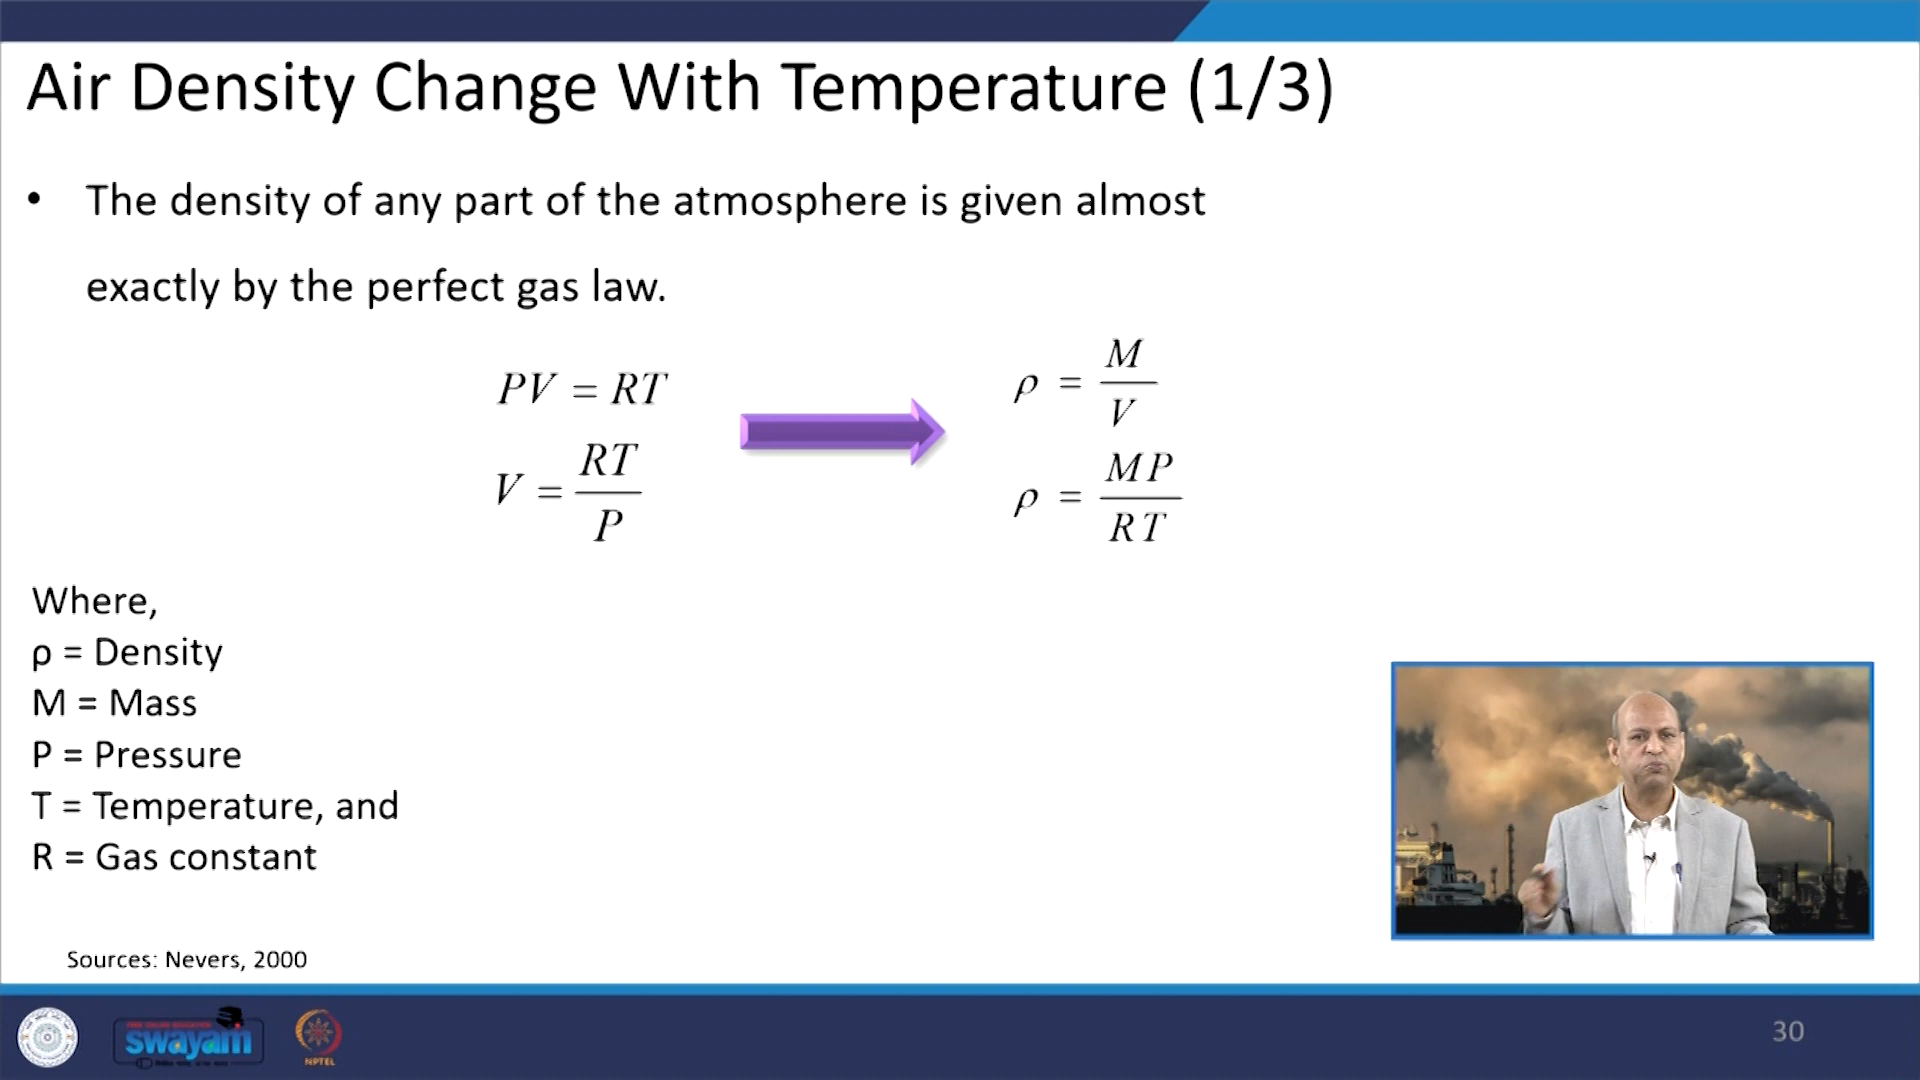 Air Density Change With Temperature (1/3)
• The density of any part of the atmosphere is given almost
exactly by the perfect gas law.
PV = RT
V = RT / P
ρ = M / V
ρ = MP / RT
Where,
ρ = Density
M = Mass
P = Pressure
T = Temperature, and
R = Gas constant
Sources: Nevers, 2000
swayam
NPTEL
30